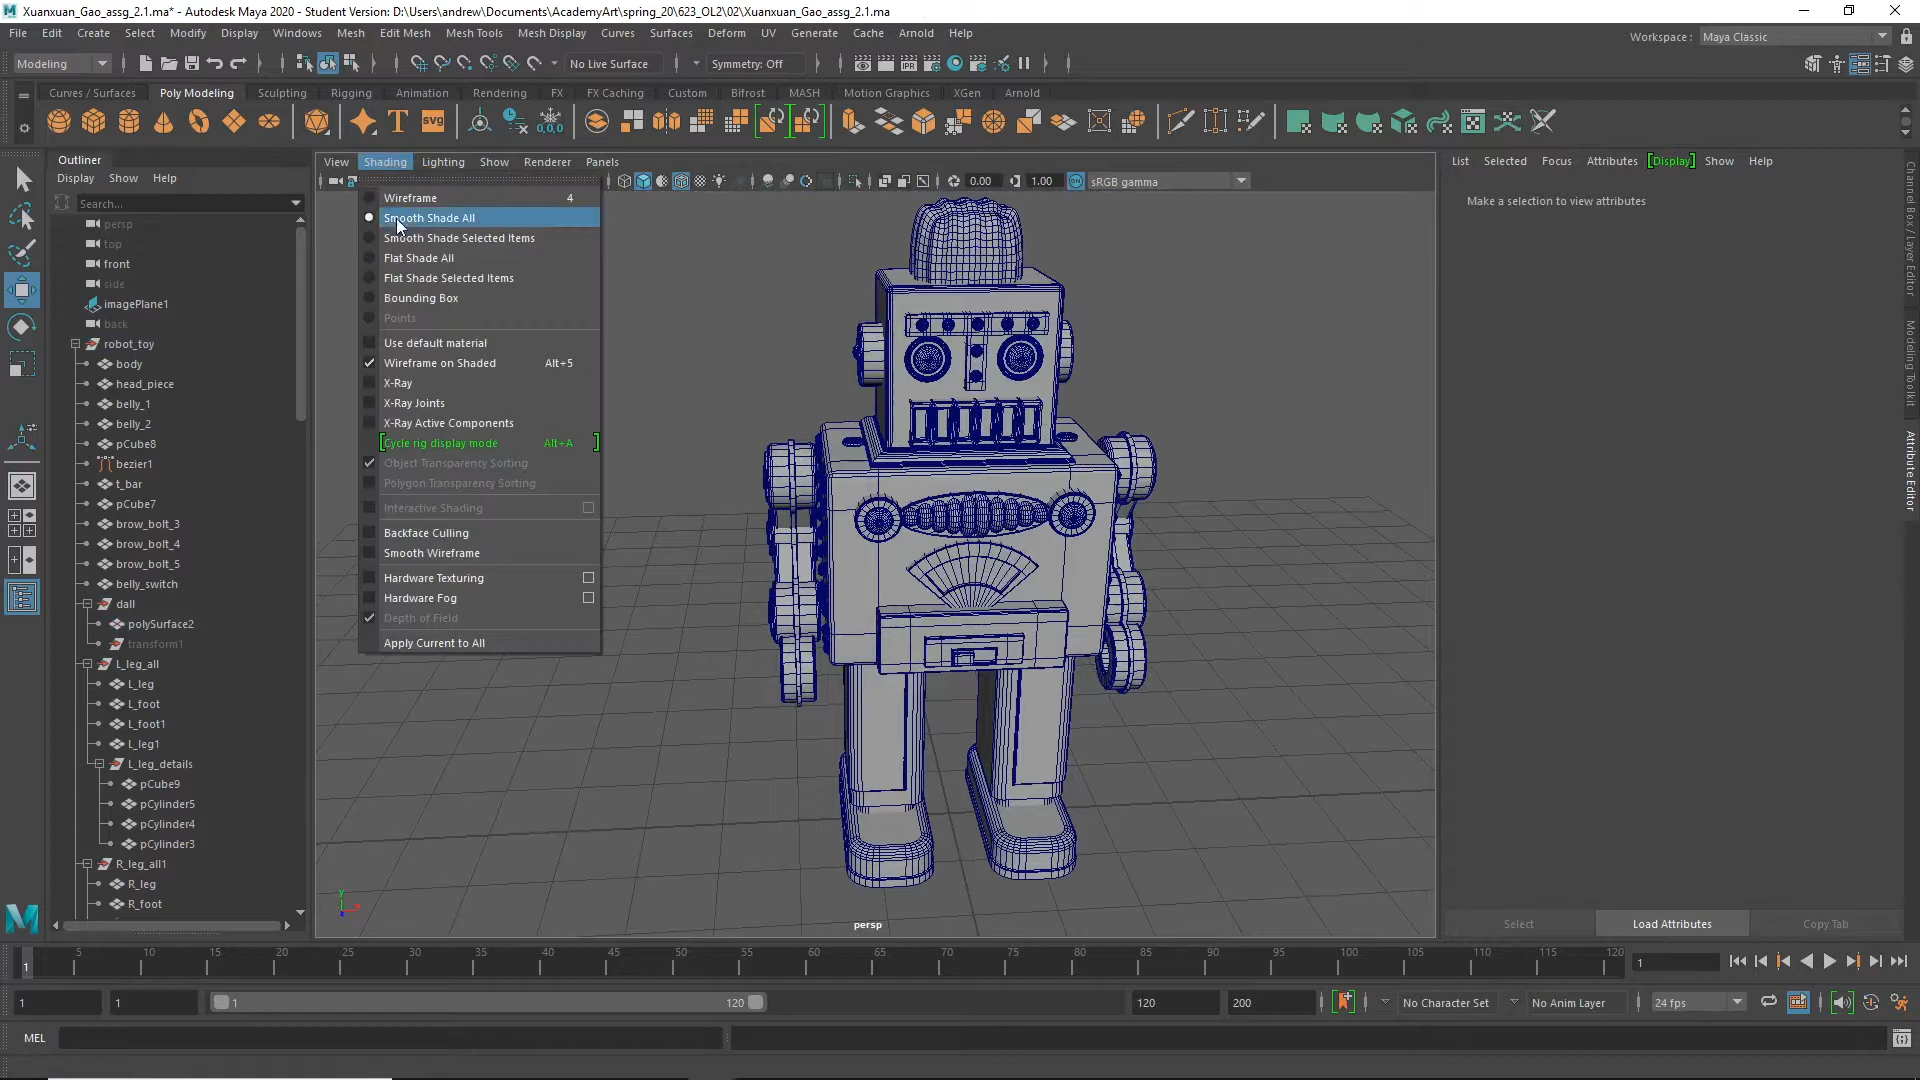 Xuanxuan_Gao_assg_2.1.ma* - Autodesk Maya 2020 - Student Version: D:\Users\andrew\Documents\AcademyArt\spring_20\623_OL2\02\Xuanxuan_Gao_assg_2.1.ma
File Edit Create Select Modify Display Windows Mesh Edit Mesh Mesh Tools Mesh Display Curves Surfaces Deform UV Generate Cache Arnold Help
Workspace : Maya Classic
Modeling No Live Surface Symmetry: Off
Curves / Surfaces Poly Modeling Sculpting Rigging Animation Rendering FX FX Caching Custom Bifrost MASH Motion Graphics XGen Arnold
Outliner
Display Show Help
Search...
persp
top
front
side
imagePlane1
back
robot_toy
body
head_piece
belly_1
belly_2
pCube8
bezier1
t_bar
pCube7
brow_bolt_3
brow_bolt_4
brow_bolt_5
belly_switch
dall
polySurface2
transform1
L_leg_all
L_leg
L_foot
L_foot1
L_leg1
L_leg_details
pCube9
pCylinder5
pCylinder4
pCylinder3
R_leg_all1
R_leg
R_foot
View Shading Lighting Show Renderer Panels
0.00 1.00 sRGB gamma
Wireframe 4
Smooth Shade All
Smooth Shade Selected Items
Flat Shade All
Flat Shade Selected Items
Bounding Box
Points
Use default material
Wireframe on Shaded Alt+5
X-Ray
X-Ray Joints
X-Ray Active Components
Cycle rig display mode Alt+A
Object Transparency Sorting
Polygon Transparency Sorting
Interactive Shading
Backface Culling
Smooth Wireframe
Hardware Texturing
Hardware Fog
Depth of Field
Apply Current to All
persp
List Selected Focus Attributes Display Show Help
Make a selection to view attributes
Select Load Attributes Copy Tab
Channel Box / Layer Editor
Modeling Toolkit
Attribute Editor
1 5 10 15 20 25 30 35 40 45 50 55 60 65 70 75 80 85 90 95 100 105 110 115 120 1
1 1 1 120 120 200 No Character Set No Anim Layer 24 fps
MEL